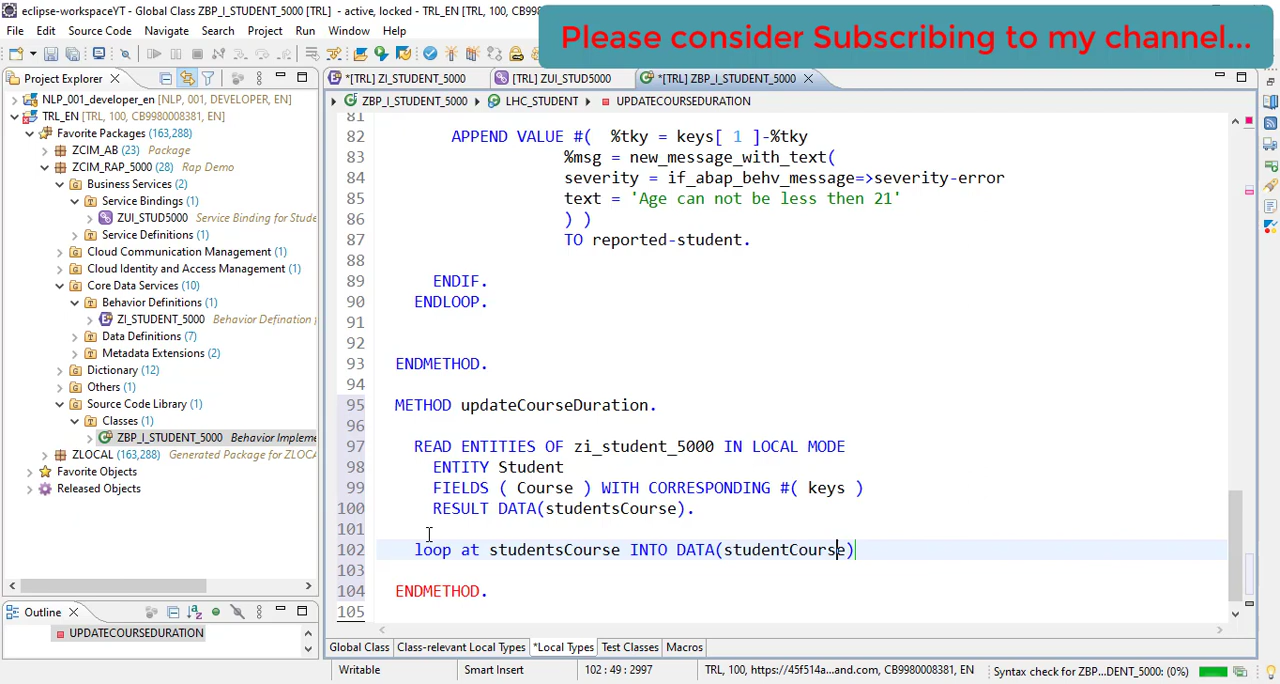 eclipse-workspaceYT - Global Class ZBP_I_STUDENT_5000 [TRL] - active, locked - TRL_EN [TRL, 100, CB9980008381, EN]
Please consider Subscribing to my channel...
File Edit Source Code Navigate Search Project Run Window Help
Project Explorer
*[TRL] ZI_STUDENT_5000
[TRL] ZUI_STUD5000
*[TRL] ZBP_I_STUDENT_5000
NLP_001_developer_en [NLP, 001, DEVELOPER, EN]
TRL_EN [TRL, 100, CB9980008381, EN]
Favorite Packages (163,288)
ZCIM_AB (23) Package
ZCIM_RAP_5000 (28) Rap Demo
Business Services (2)
Service Bindings (1)
ZUI_STUD5000 Service Binding for Stude
Service Definitions (1)
Cloud Communication Management (1)
Cloud Identity and Access Management (1)
Core Data Services (10)
Behavior Definitions (1)
ZI_STUDENT_5000 Behavior Defination f
Data Definitions (7)
Metadata Extensions (2)
Dictionary (12)
Others (1)
Source Code Library (1)
Classes (1)
ZBP_I_STUDENT_5000 Behavior Impleme
ZLOCAL (163,288) Generated Package for ZLOCA
Favorite Objects
Released Objects
ZBP_I_STUDENT_5000 LHC_STUDENT UPDATECOURSEDURATION
81
82 APPEND VALUE #( %tky = keys[ 1 ]-%tky
83 %msg = new_message_with_text(
84 severity = if_abap_behv_message=>severity-error
85 text = 'Age can not be less then 21'
86 ) )
87 TO reported-student.
88
89 ENDIF.
90 ENDLOOP.
91
92
93 ENDMETHOD.
94
95 METHOD updateCourseDuration.
96
97 READ ENTITIES OF zi_student_5000 IN LOCAL MODE
98 ENTITY Student
99 FIELDS ( Course ) WITH CORRESPONDING #( keys )
100 RESULT DATA(studentsCourse).
101
102 loop at studentsCourse INTO DATA(studentCourse)
103
104 ENDMETHOD.
105
Outline
UPDATECOURSEDURATION
Global Class Class-relevant Local Types *Local Types Test Classes Macros
Writable Smart Insert 102 : 49 : 2997 TRL, 100, https://45f514a...and.com, CB9980008381, EN Syntax check for ZBP...DENT_5000: (0%)